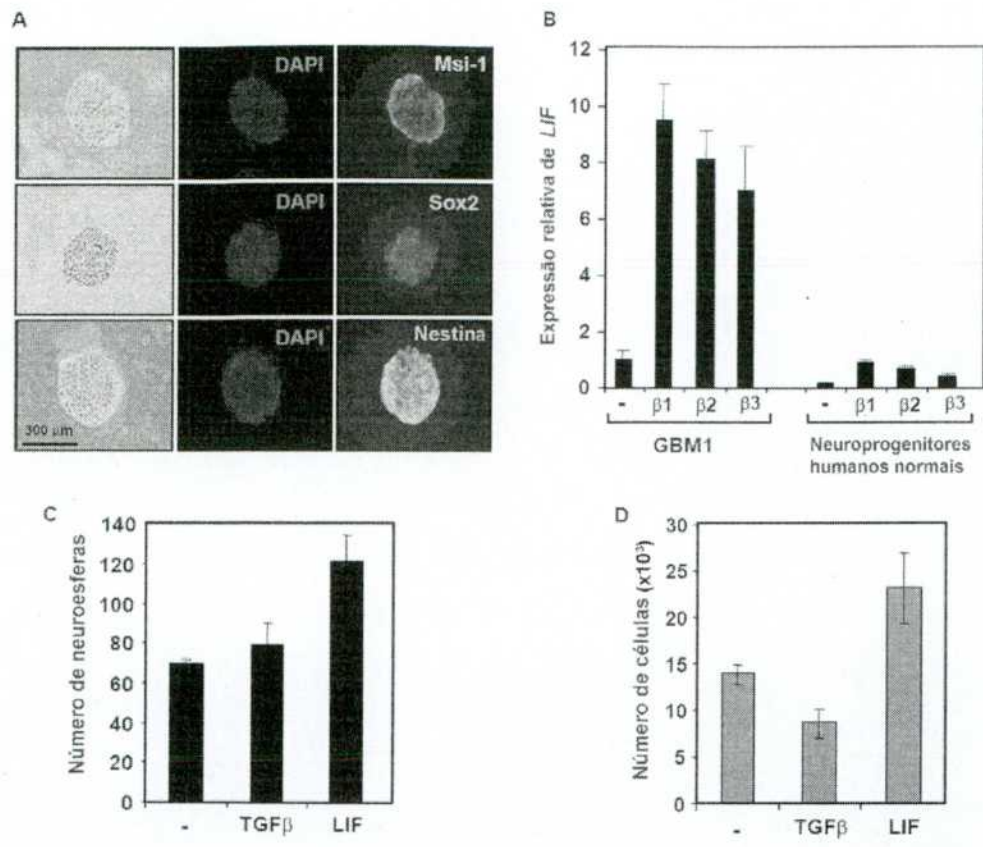 A
DAPI
Msi-1
DAPI
Sox2
DAPI
Nestina
300 µm
B
Expressão relativa de LIF
12
10
8
6
4
2
0
- β1 β2 β3
- β1 β2 β3
GBM1
Neuroprogenitores
humanos normais
C
Número de neuroesferas
140
120
100
80
60
40
20
0
- TGFβ LIF
D
Número de células (x10³)
30
25
20
15
10
5
0
- TGFβ LIF